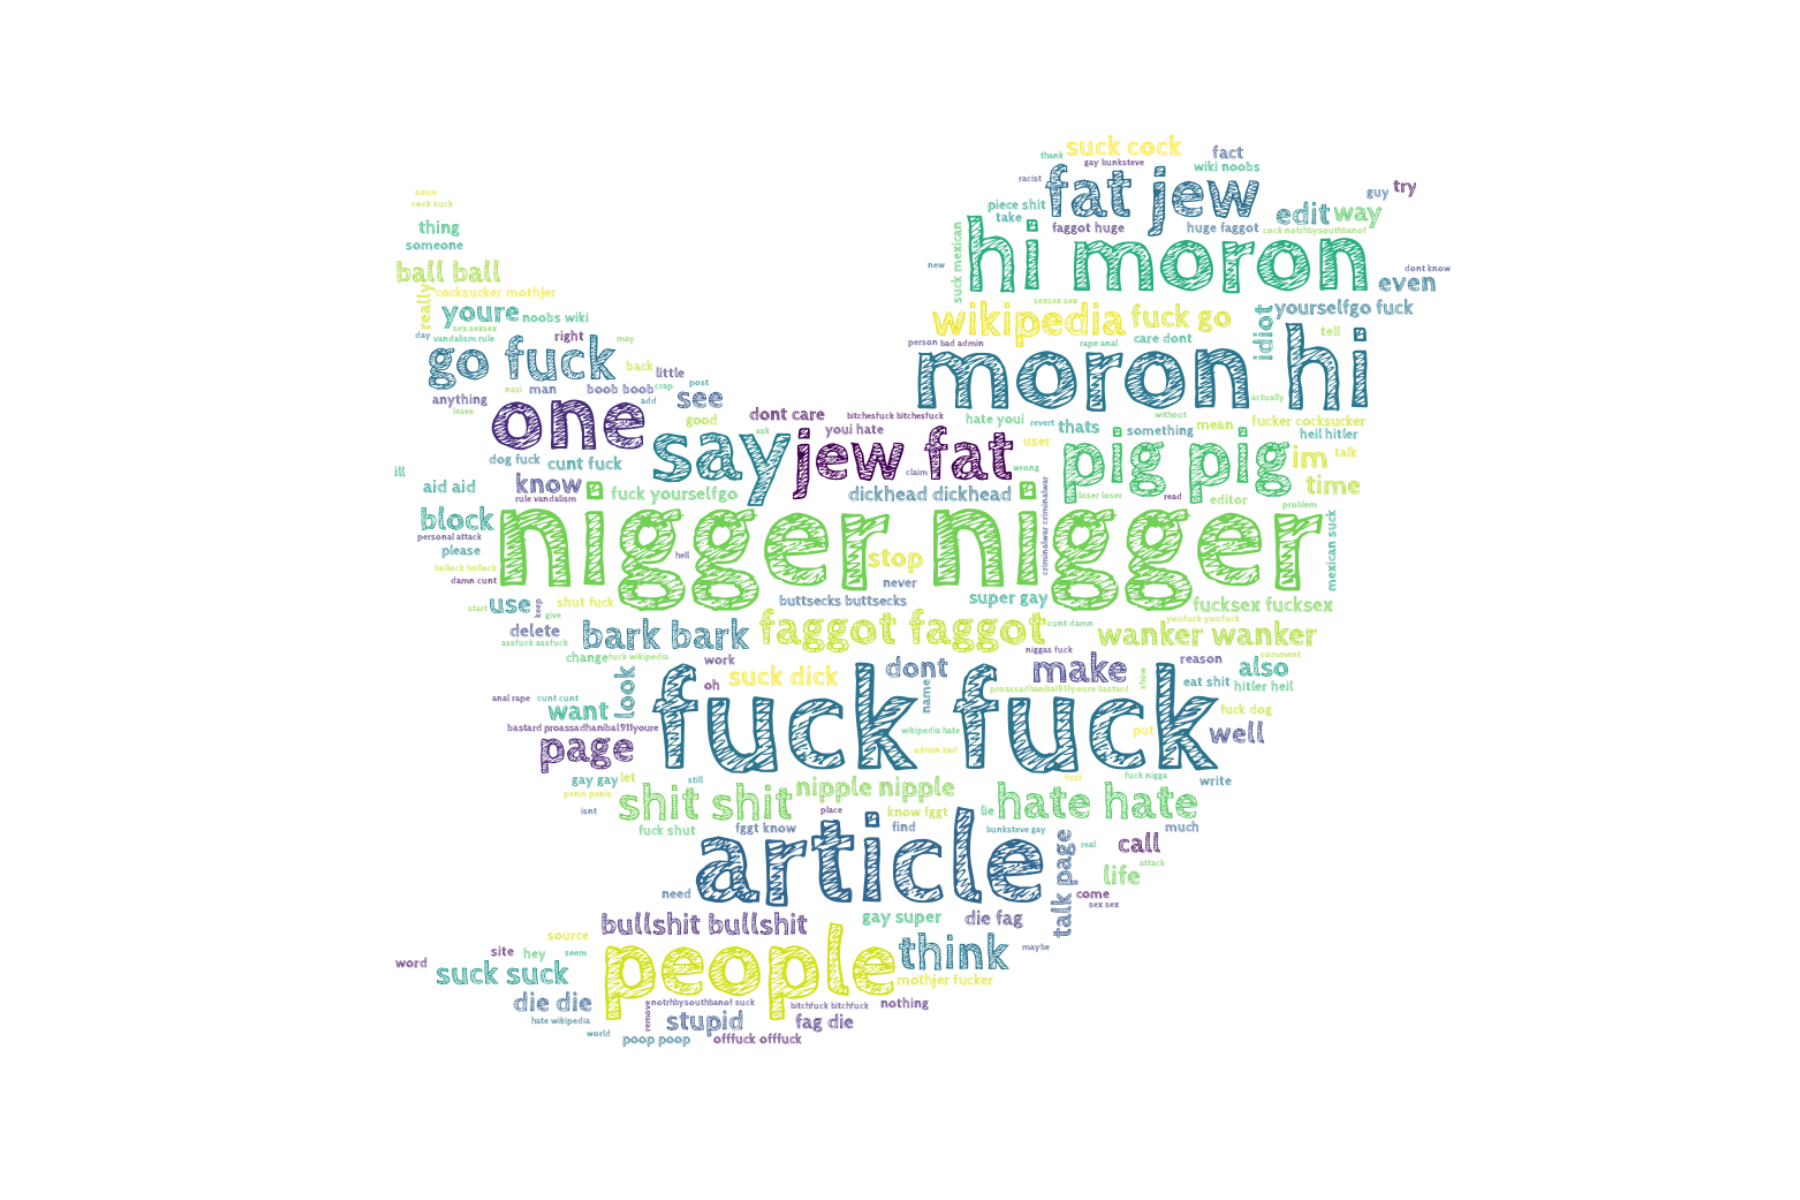 suck cock
fact
thank
gay bunksteve
wiki noobs
racist
fat jew
guy
try
since
cock suck
piece shit
take
edit
way
thing
faggot huge
huge faggot
cock notrhbysouthbanof
someone
suck mexican
hi moron
ball ball
new
dont know
even
really
cocksucker mothjer
sexsex sex
yourselfgo fuck
youre
noobs wiki
wikipedia
fuck go
idiot
sex sexsex
tell
day
vandalism rule
right
may
person
bad admin
rape anal
care dont
go fuck
back
little
moron hi
nazi
man
boob boob
crap
post
anything
add
see
actually
leave
one
good
dont care
bitchesfuck bitchesfuck
hate youi
revert
thats
without
something
mean
fucker cocksucker
ask
youi hate
user
heil hitler
say
jew fat
pig pig
im
talk
dog fuck
cunt fuck
ill
claim
wrong
aid aid
know
fuck yourselfgo
dickhead dickhead
criminalwar criminalwar
loser loser
read
editor
time
rule vandalism
problem
block
nigger nigger
mexican suck
personal attack
please
hell
stop
bollock bollock
damn cunt
never
start
use
keep
shut fuck
give
buttsecks buttsecks
super gay
fucksex fucksex
delete
bark bark
faggot faggot
cunt damn
youfuck youfuck
wanker wanker
assfuck assfuck
change
fuck wikipedia
work
niggas fuck
comment
reason
look
oh
suck dick
dont
make
show
also
anal rape
cunt cunt
fuck fuck
name
proassadhanibal911youre bastard
eat shit
hitler heil
want
fuck dog
bastard proassadhanibal911youre
wikipedia hate
put
well
page
admin bad
gay gay
let
still
first
fuck nigga
write
penis penis
shit shit
nipple nipple
hate hate
isnt
place
know fggt
lie
fuck shut
fggt know
find
bunksteve gay
much
article
talk page
real
call
attack
life
need
come
sex sex
bullshit bullshit
gay super
die fag
source
people
think
maybe
site
hey
seem
word
suck suck
mothjer fucker
die die
remove
notrhbysouthbanof suck
bitchfuck bitchfuck
nothing
hate wikipedia
stupid
fag die
world
poop poop
offfuck offfuck